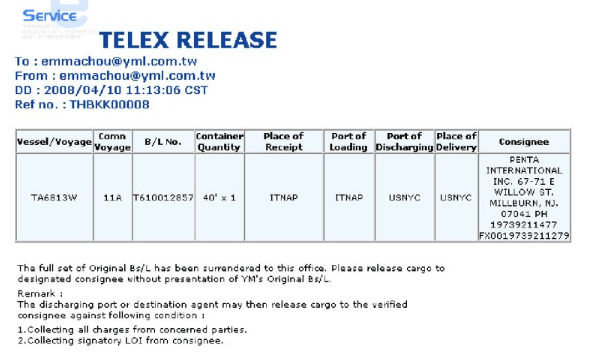 Service
TELEX RELEASE
To : emmachou@yml.com.tw
From : emmachou@yml.com.tw
DD : 2008/04/10 11:13:06 CST
Ref no. : THBKK00008
Vessel/Voyage Comn Voyage B/L No. Container Quantity Place of Receipt Port of Loading Port of Discharging Place of Delivery Consignee
TA6813W 11A T610012857 40' x 1 ITNAP ITNAP USNYC USNYC
PENTA
INTERNATIONAL
INC. 67-71 E
WILLOW ST.
MILLBURN, NJ.
07041 PH
19739211477
FX0019739211279
The full set of Original Bs/L has been surrendered to this office. Please release cargo to
designated consignee without presentation of YM's Original Bs/L.
Remark :
The discharging port or destination agent may then release cargo to the verified
consignee against following condition :
1.Collecting all charges from concerned parties.
2.Collecting signatory LOI from consignee.